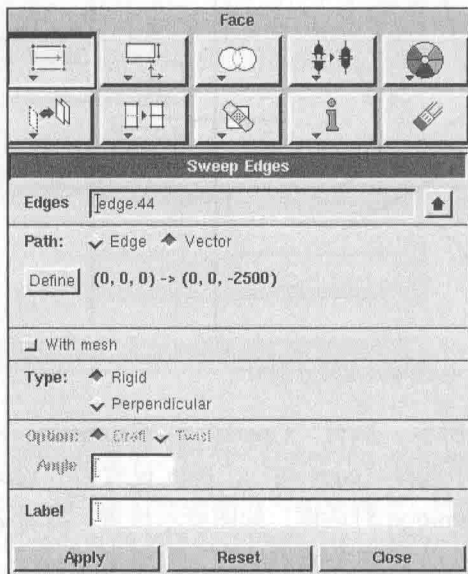 Face
Sweep Edges
Edges edge.44
Path: Edge Vector
Define (0, 0, 0) -> (0, 0, -2500)
With mesh
Type: Rigid
Perpendicular
Option: Draft Twist
Angle
Label
Apply Reset Close